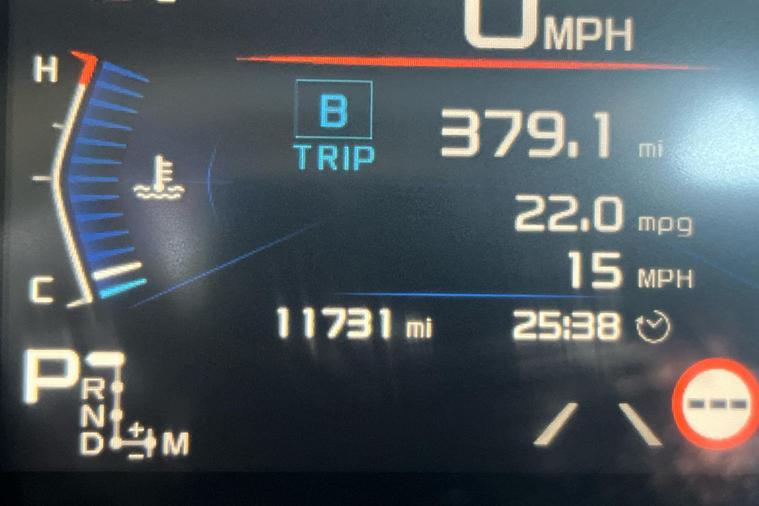 0 MPH
H
B
TRIP
379.1 mi
22.0 mpg
15 MPH
C
11731 mi
25:38
P
R
N
D
+
-
M